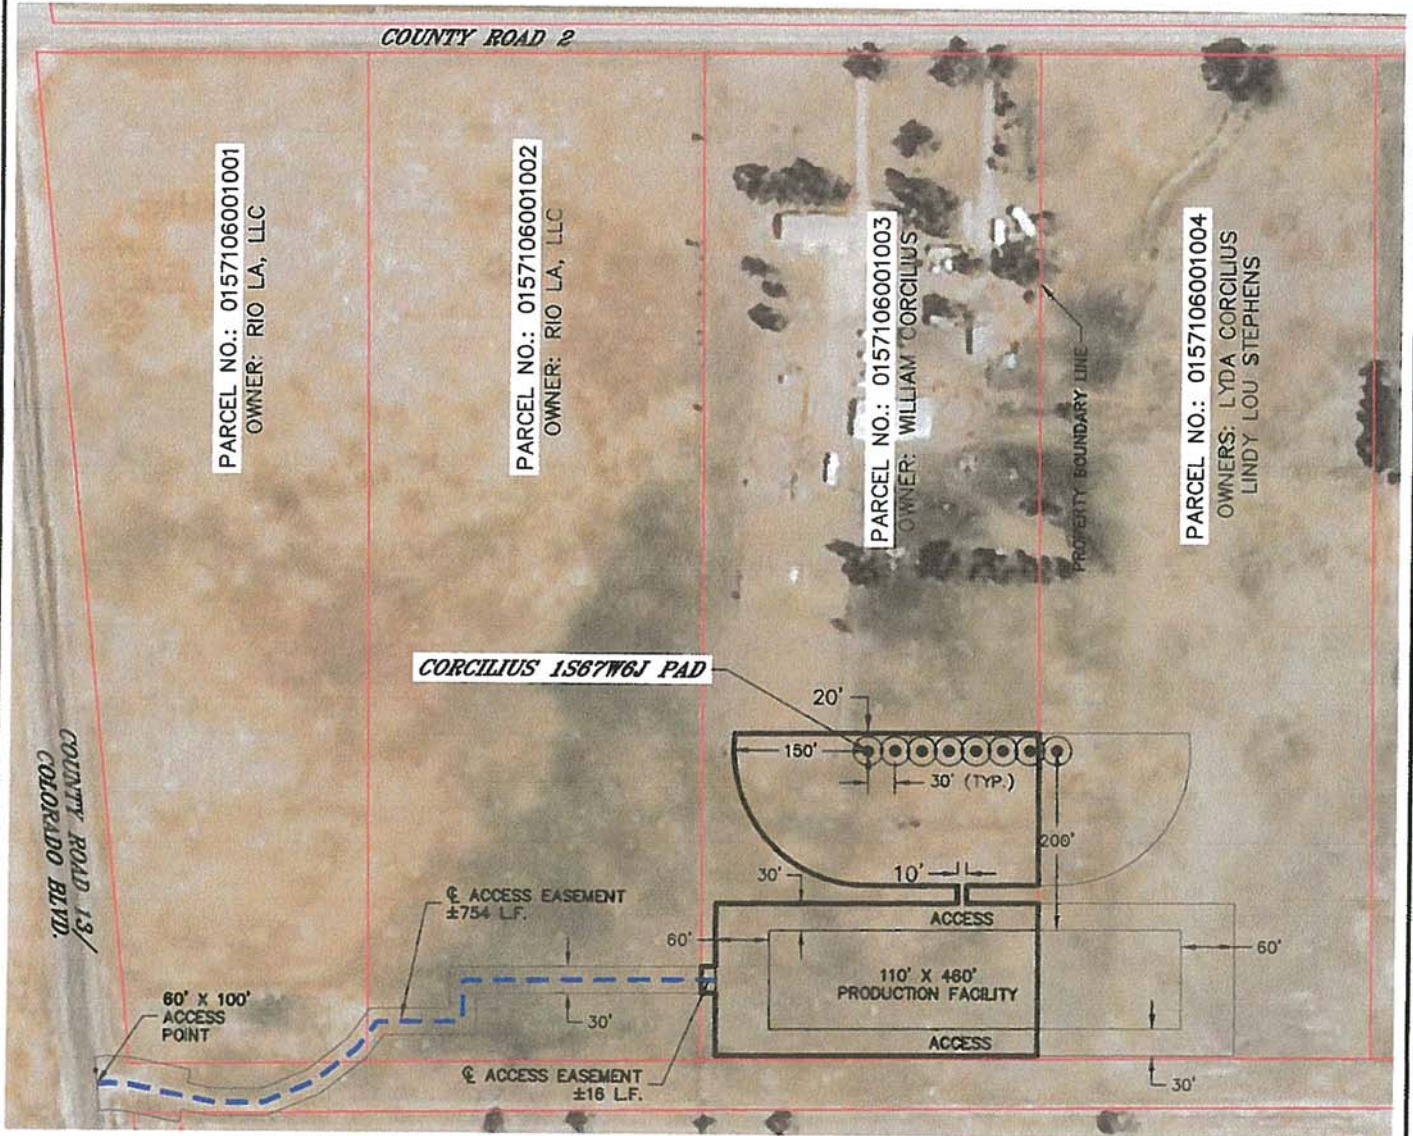 COUNTY ROAD 2
PARCEL NO.: 0157106001001
OWNER: RIO LA, LLC
PARCEL NO.: 0157106001002
OWNER: RIO LA, LLC
PARCEL NO.: 0157106001003
OWNER: WILLIAM CORCILIUS
PROPERTY BOUNDARY LINE
PARCEL NO.: 0157106001004
OWNERS: LYDA CORCILIUS
LINDY LOU STEPHENS
CORCILIUS 1S67W6J PAD
20'
150'
30' (TYP.)
200'
30'
10'
COUNTY ROAD 13/
COLORADO BLVD.
℄ ACCESS EASEMENT
±754 L.F.
ACCESS
60'
60'
110' X 460'
PRODUCTION FACILITY
60' X 100'
ACCESS
POINT
30'
ACCESS
℄ ACCESS EASEMENT
±16 L.F.
30'